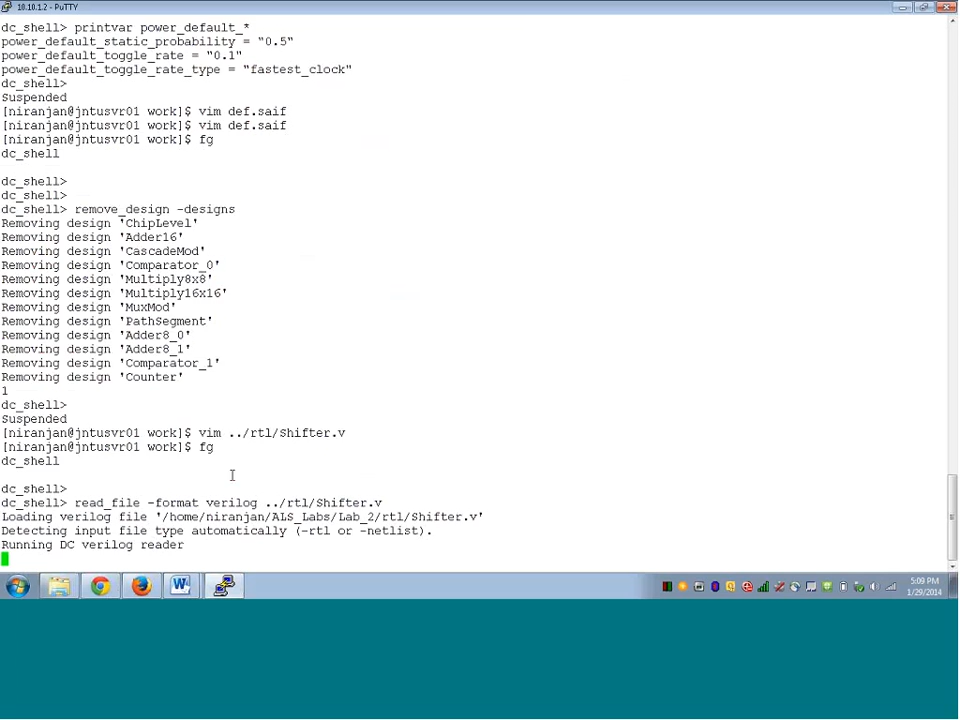 10.10.1.2 - PuTTY
dc_shell> printvar power_default_*
power_default_static_probability = "0.5"
power_default_toggle_rate = "0.1"
power_default_toggle_rate_type = "fastest_clock"
dc_shell>
Suspended
[niranjan@jntusvr01 work]$ vim def.saif
[niranjan@jntusvr01 work]$ vim def.saif
[niranjan@jntusvr01 work]$ fg
dc_shell
dc_shell>
dc_shell>
dc_shell> remove_design -designs
Removing design 'ChipLevel'
Removing design 'Adder16'
Removing design 'CascadeMod'
Removing design 'Comparator_0'
Removing design 'Multiply8x8'
Removing design 'Multiply16x16'
Removing design 'MuxMod'
Removing design 'PathSegment'
Removing design 'Adder8_0'
Removing design 'Adder8_1'
Removing design 'Comparator_1'
Removing design 'Counter'
1
dc_shell>
Suspended
[niranjan@jntusvr01 work]$ vim ../rtl/Shifter.v
[niranjan@jntusvr01 work]$ fg
dc_shell
dc_shell>
dc_shell> read_file -format verilog ../rtl/Shifter.v
Loading verilog file '/home/niranjan/ALS_Labs/Lab_2/rtl/Shifter.v'
Detecting input file type automatically (-rtl or -netlist).
Running DC verilog reader
5:09 PM
1/29/2014